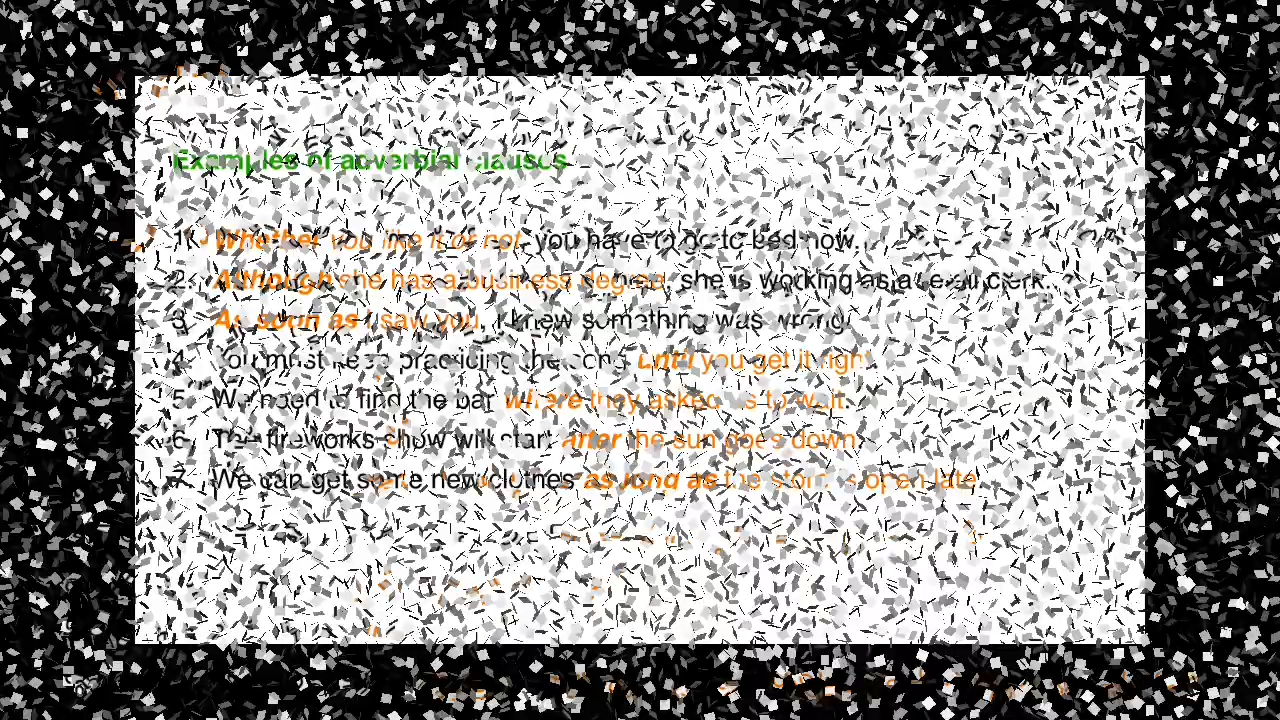 Examples of adverbial clauses
1. Whether you like it or not, you have to go to bed now.
2. Although she has a business degree, she is working as a retail clerk.
3. As soon as I saw you, I knew something was wrong.
4. You must keep practicing the song until you get it right.
5. We need to find the bar where they asked us to wait.
6. The fireworks show will start after the sun goes down.
7. We can get some new clothes as long as the store is open late.